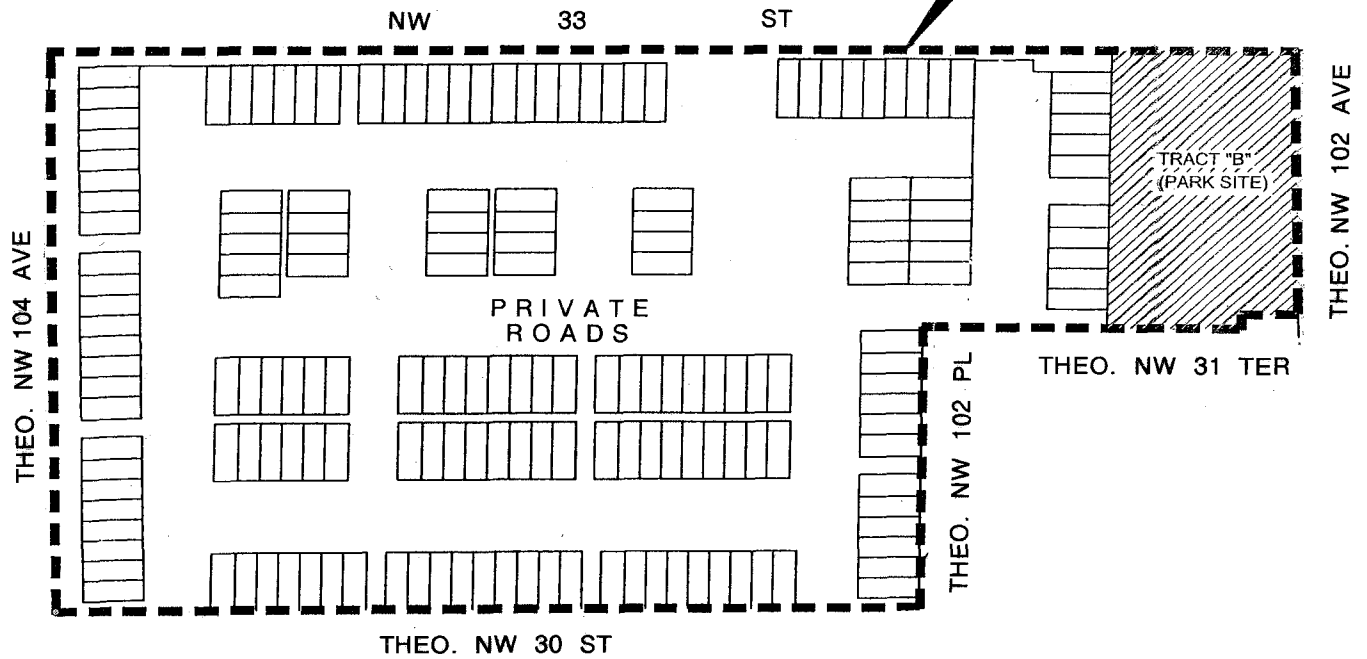 NW 33 ST
TRACT "B"
(PARK SITE)
THEO. NW 102 AVE
THEO. NW 104 AVE
PRIVATE
ROADS
THEO. NW 31 TER
THEO. NW 102 PL
THEO. NW 30 ST